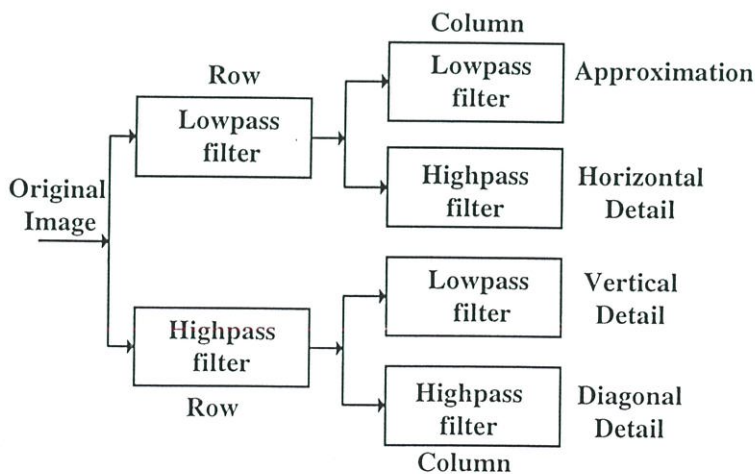 Column
Row
Lowpass
filter
Approximation
Lowpass
filter
Original
Image
Highpass
filter
Horizontal
Detail
Lowpass
filter
Vertical
Detail
Highpass
filter
Row
Highpass
filter
Diagonal
Detail
Column